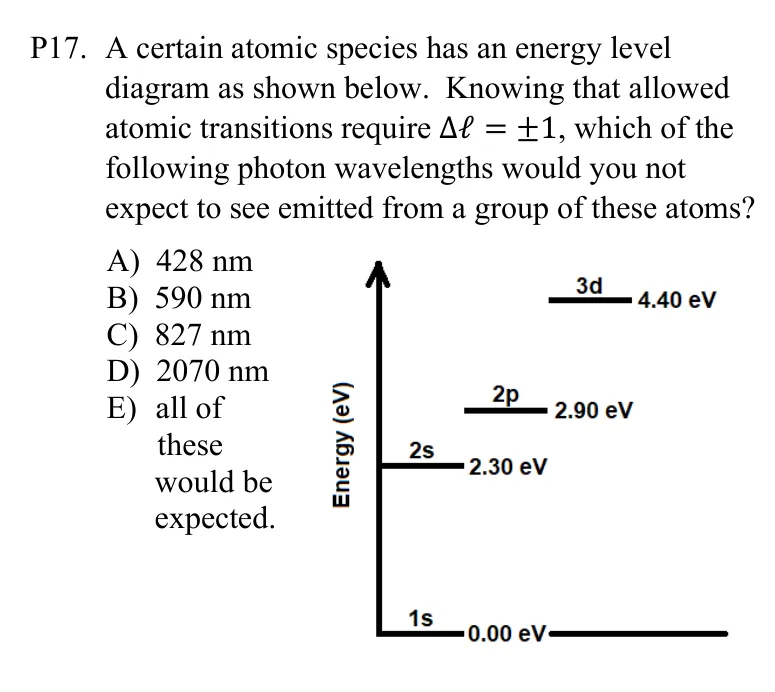 P17. A certain atomic species has an energy level
diagram as shown below. Knowing that allowed
atomic transitions require Δℓ = ±1, which of the
following photon wavelengths would you not
expect to see emitted from a group of these atoms?
A) 428 nm
B) 590 nm
C) 827 nm
D) 2070 nm
E) all of
these
would be
expected.
Energy (eV)
3d
4.40 eV
2p
2.90 eV
2s
2.30 eV
1s
0.00 eV